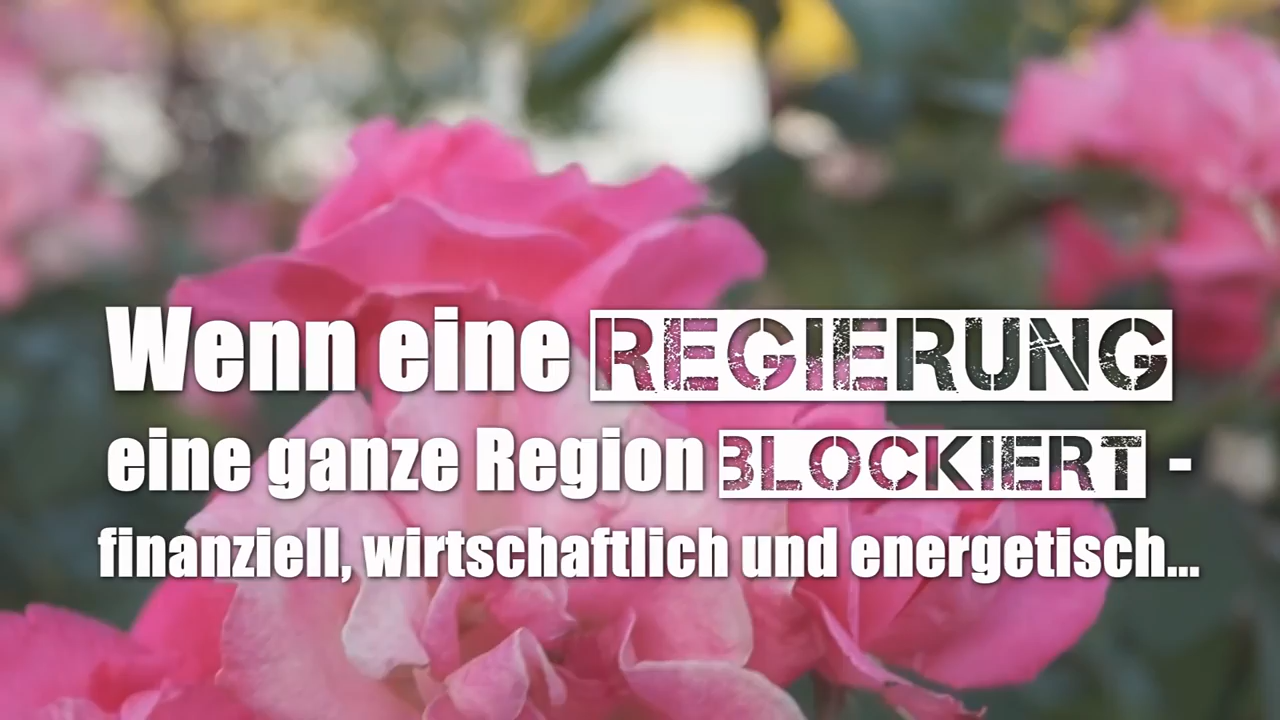 Wenn eine REGIERUNG
eine ganze Region BLOCKIERT -
finanziell, wirtschaftlich und energetisch...